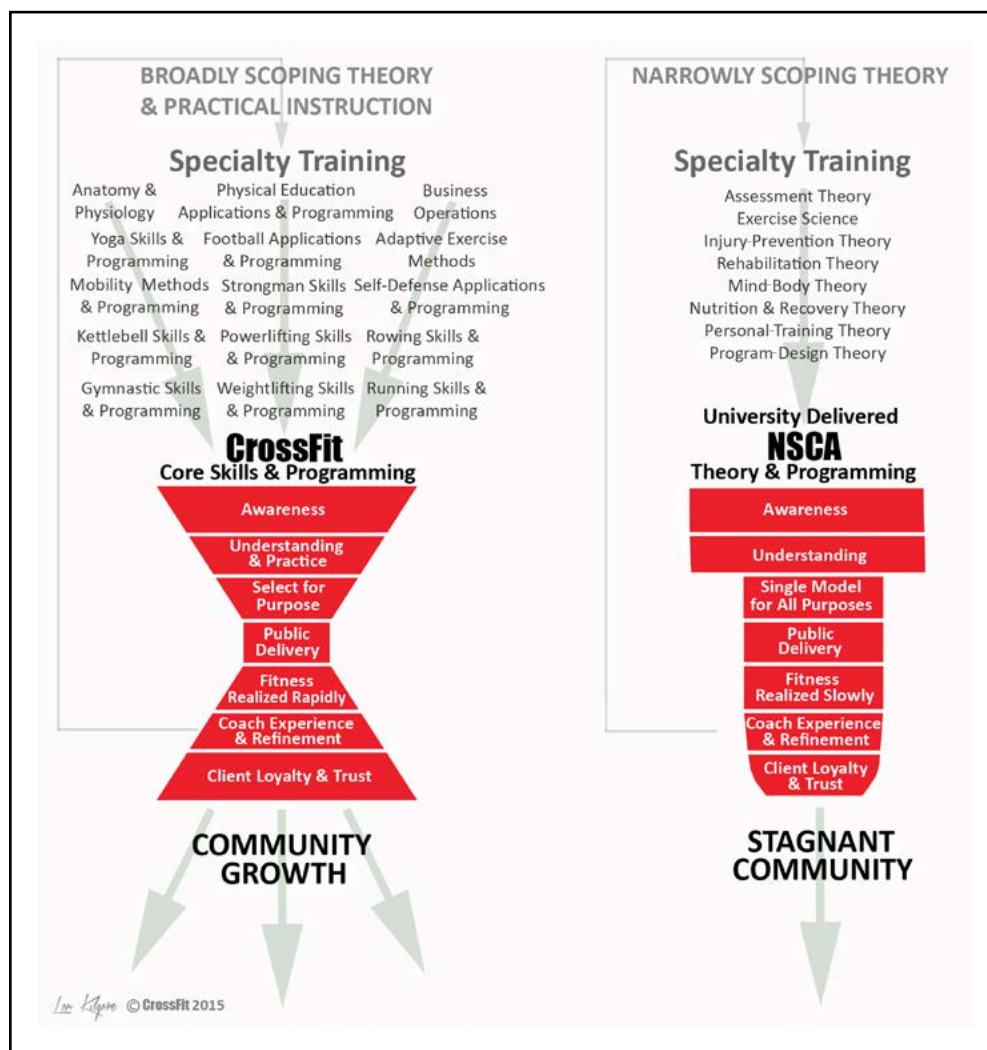 BROADLY SCOPING THEORY
& PRACTICAL INSTRUCTION
Specialty Training
Anatomy &
Physiology
Physical Education
Applications & Programming
Business
Operations
Yoga Skills &
Programming
Football Applications
& Programming
Adaptive Exercise
Methods
Mobility Methods
& Programming
Strongman Skills
& Programming
Self-Defense Applications
& Programming
Kettlebell Skills &
Programming
Powerlifting Skills
& Programming
Rowing Skills &
Programming
Gymnastic Skills
& Programming
Weightlifting Skills
& Programming
Running Skills &
Programming
CrossFit
Core Skills & Programming
Awareness
Understanding
& Practice
Select for
Purpose
Public
Delivery
Fitness
Realized Rapidly
Coach Experience
& Refinement
Client Loyalty & Trust
COMMUNITY
GROWTH
NARROWLY SCOPING THEORY
Specialty Training
Assessment Theory
Exercise Science
Injury-Prevention Theory
Rehabilitation Theory
Mind-Body Theory
Nutrition & Recovery Theory
Personal-Training Theory
Program-Design Theory
University Delivered
NSCA
Theory & Programming
Awareness
Understanding
Single Model
for All Purposes
Public
Delivery
Fitness
Realized Slowly
Coach Experience
& Refinement
Client Loyalty
& Trust
STAGNANT
COMMUNITY
Lon Kilgore © CrossFit 2015